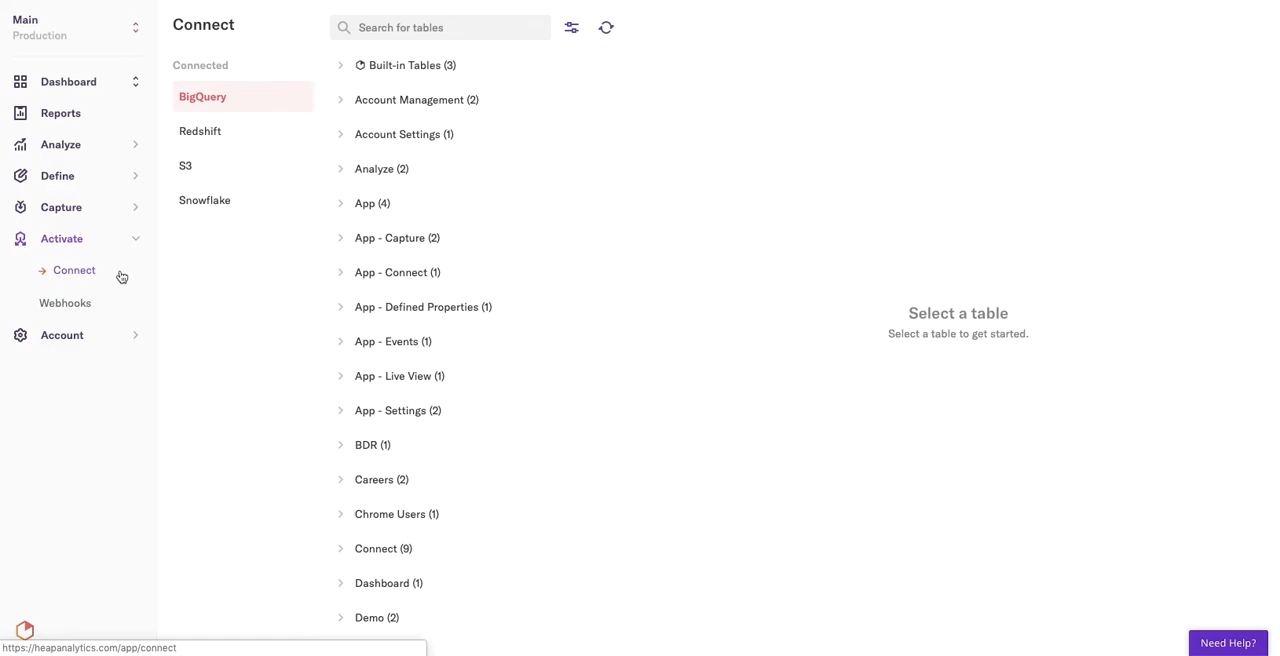 Main
Production
Dashboard
Reports
Analyze
Define
Capture
Activate
Connect
Webhooks
Account
Connect
Connected
BigQuery
Redshift
S3
Snowflake
Search for tables
Built-in Tables (3)
Account Management (2)
Account Settings (1)
Analyze (2)
App (4)
App - Capture (2)
App - Connect (1)
App - Defined Properties (1)
App - Events (1)
App - Live View (1)
App - Settings (2)
BDR (1)
Careers (2)
Chrome Users (1)
Connect (9)
Dashboard (1)
Demo (2)
Select a table
Select a table to get started.
https://heapanalytics.com/app/connect
Need Help?